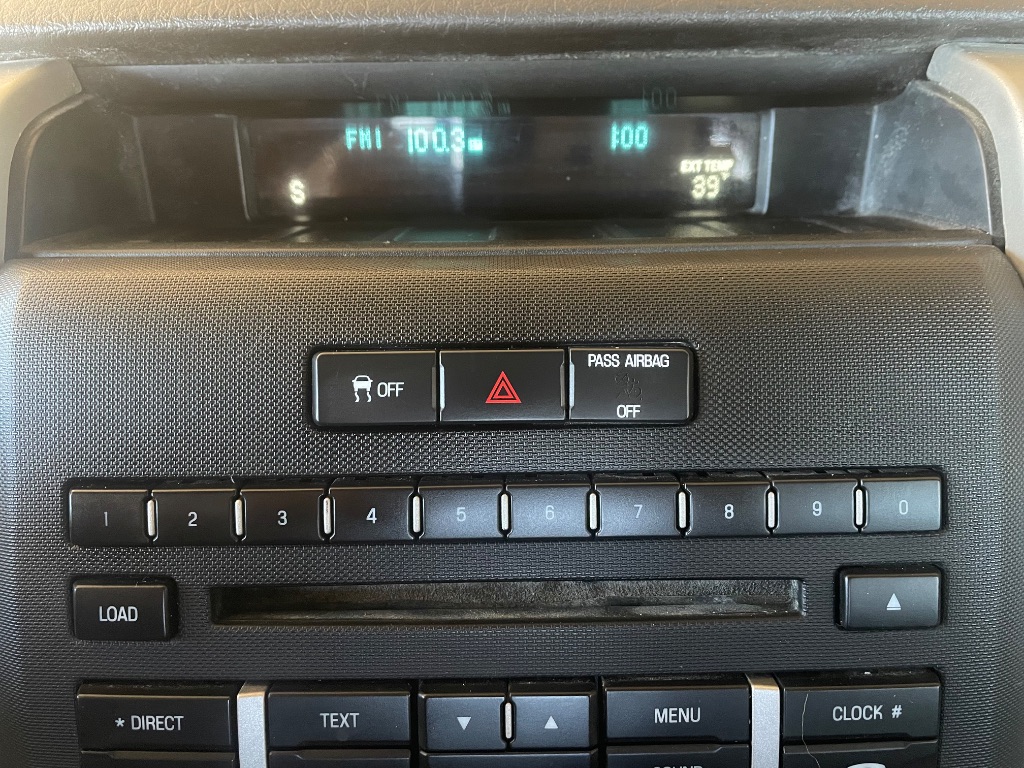 FM1 100.3 1:00
EXT TEMP
S 39°
OFF
PASS AIRBAG
OFF
1 2 3 4 5 6 7 8 9 0
LOAD
* DIRECT TEXT MENU CLOCK #
SOUND